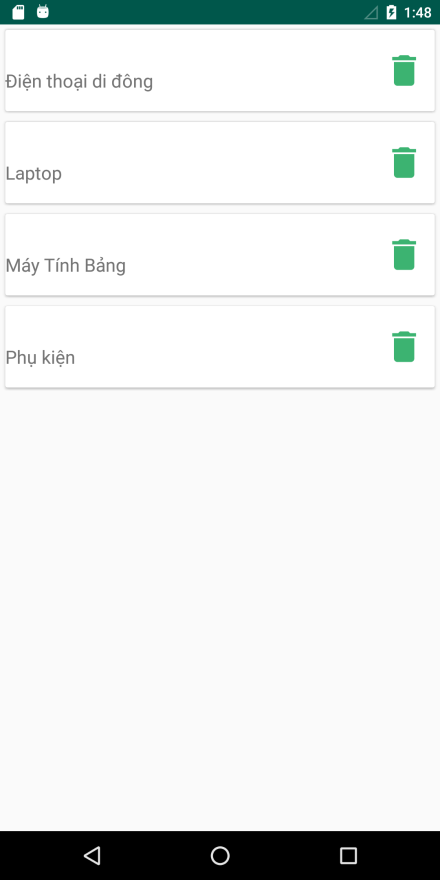 1:48
Điện thoại di đông
Laptop
Máy Tính Bảng
Phụ kiện